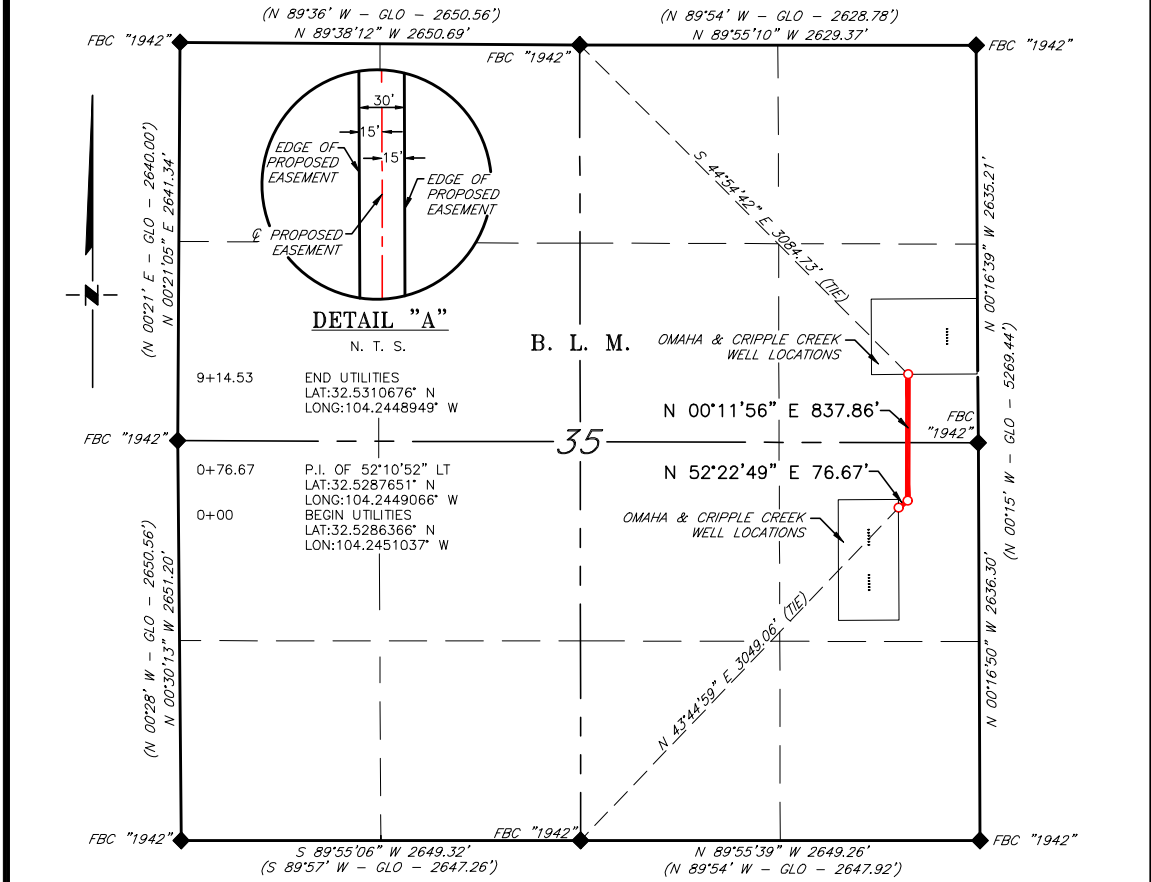 (N 89°36' W - GLO - 2650.56')
N 89°38'12" W 2650.69'
(N 89°54' W - GLO - 2628.78')
N 89°55'10" W 2629.37'
FBC "1942"
FBC "1942"
FBC "1942"
30'
15'
15'
EDGE OF
PROPOSED
EASEMENT
EDGE OF
PROPOSED
EASEMENT
℄ PROPOSED
EASEMENT
DETAIL "A"
N. T. S.
(N 00°21' E - GLO - 2640.00')
N 00°21'05" E 2641.34'
S 44°54'42" E 3084.73' (TIE)
N 00°16'39" W 2635.21'
N
B. L. M.
OMAHA & CRIPPLE CREEK
WELL LOCATIONS
9+14.53 END UTILITIES
LAT:32.5310676° N
LONG:104.2448949° W
N 00°11'56" E 837.86'
FBC
"1942"
(N 00°15' W - GLO - 5269.44')
FBC "1942"
35
0+76.67 P.I. OF 52°10'52" LT
LAT:32.5287651° N
LONG:104.2449066° W
0+00 BEGIN UTILITIES
LAT:32.5286366° N
LON:104.2451037° W
N 52°22'49" E 76.67'
OMAHA & CRIPPLE CREEK
WELL LOCATIONS
(N 00°28' W - GLO - 2650.56')
N 00°30'13" W 2651.20'
N 43°44'59" E 3049.06' (TIE)
N 00°16'50" W 2636.30'
FBC "1942"
FBC "1942"
FBC "1942"
S 89°55'06" W 2649.32'
(S 89°57' W - GLO - 2647.26')
N 89°55'39" W 2649.26'
(N 89°54' W - GLO - 2647.92')